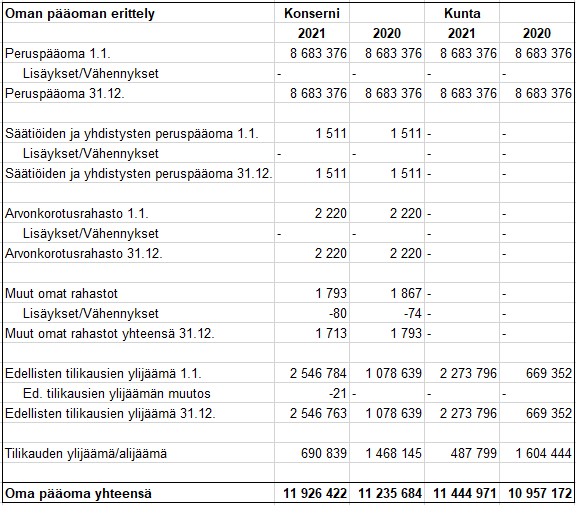 Oman pääoman erittely Konserni Kunta
2021 2020 2021 2020
Peruspääoma 1.1. 8 683 376 8 683 376 8 683 376 8 683 376
Lisäykset/Vähennykset - - - -
Peruspääoma 31.12. 8 683 376 8 683 376 8 683 376 8 683 376
Säätiöiden ja yhdistysten peruspääoma 1.1. 1 511 1 511 - -
Lisäykset/Vähennykset - - - -
Säätiöiden ja yhdistysten peruspääoma 31.12. 1 511 1 511 - -
Arvonkorotusrahasto 1.1. 2 220 2 220 - -
Lisäykset/Vähennykset - - - -
Arvonkorotusrahasto 31.12. 2 220 2 220 - -
Muut omat rahastot 1 793 1 867 - -
Lisäykset/Vähennykset -80 -74 - -
Muut omat rahastot yhteensä 31.12. 1 713 1 793 - -
Edellisten tilikausien ylijäämä 1.1. 2 546 784 1 078 639 2 273 796 669 352
Ed. tilikausien ylijäämän muutos -21 - - -
Edellisten tilikausien ylijäämä 31.12. 2 546 763 1 078 639 2 273 796 669 352
Tilikauden ylijäämä/alijäämä 690 839 1 468 145 487 799 1 604 444
Oma pääoma yhteensä 11 926 422 11 235 684 11 444 971 10 957 172